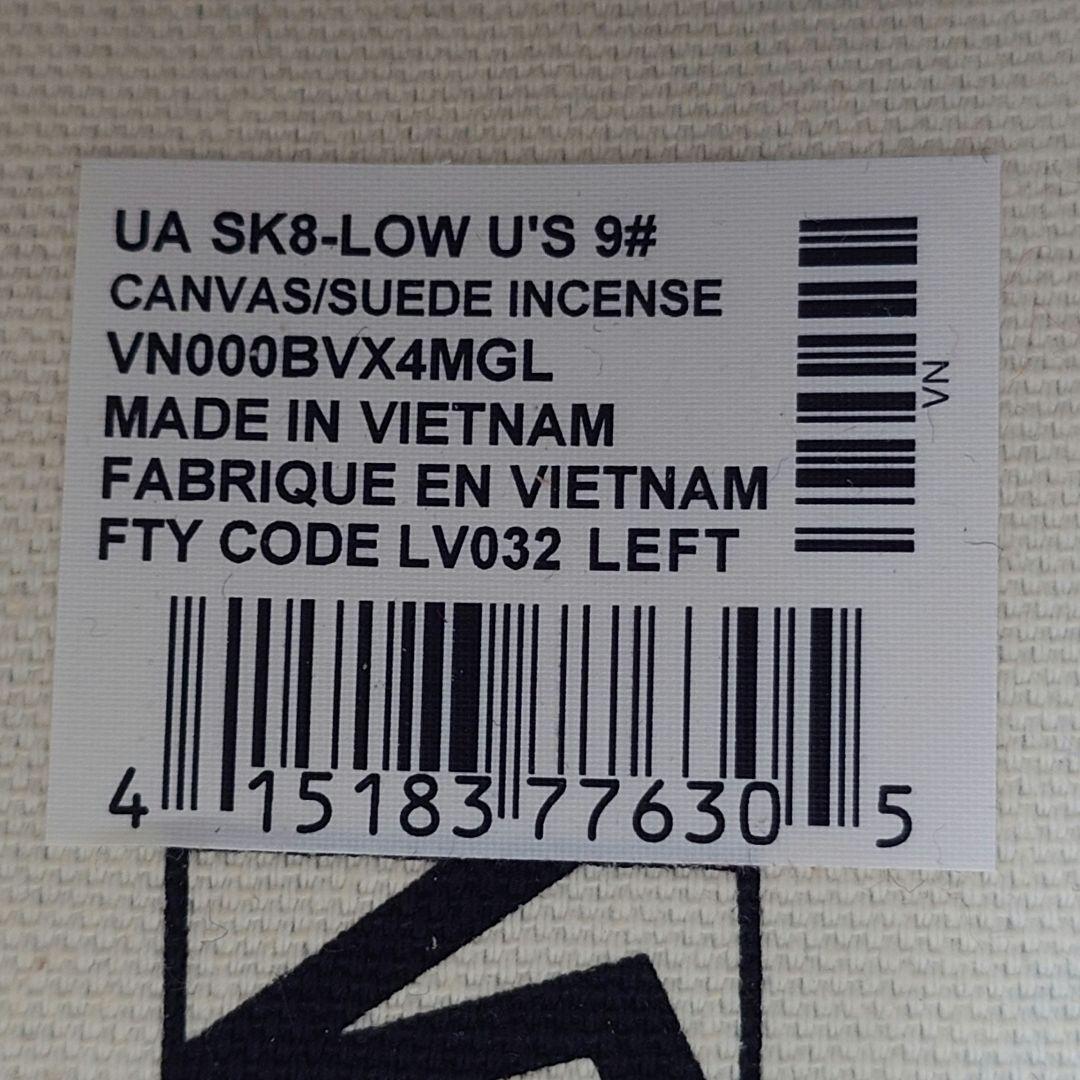 UA SK8-LOW U'S 9#
CANVAS/SUEDE INCENSE
VN000BVX4MGL
MADE IN VIETNAM
FABRIQUE EN VIETNAM
FTY CODE LV032 LEFT
VN
4 15183 77630 5